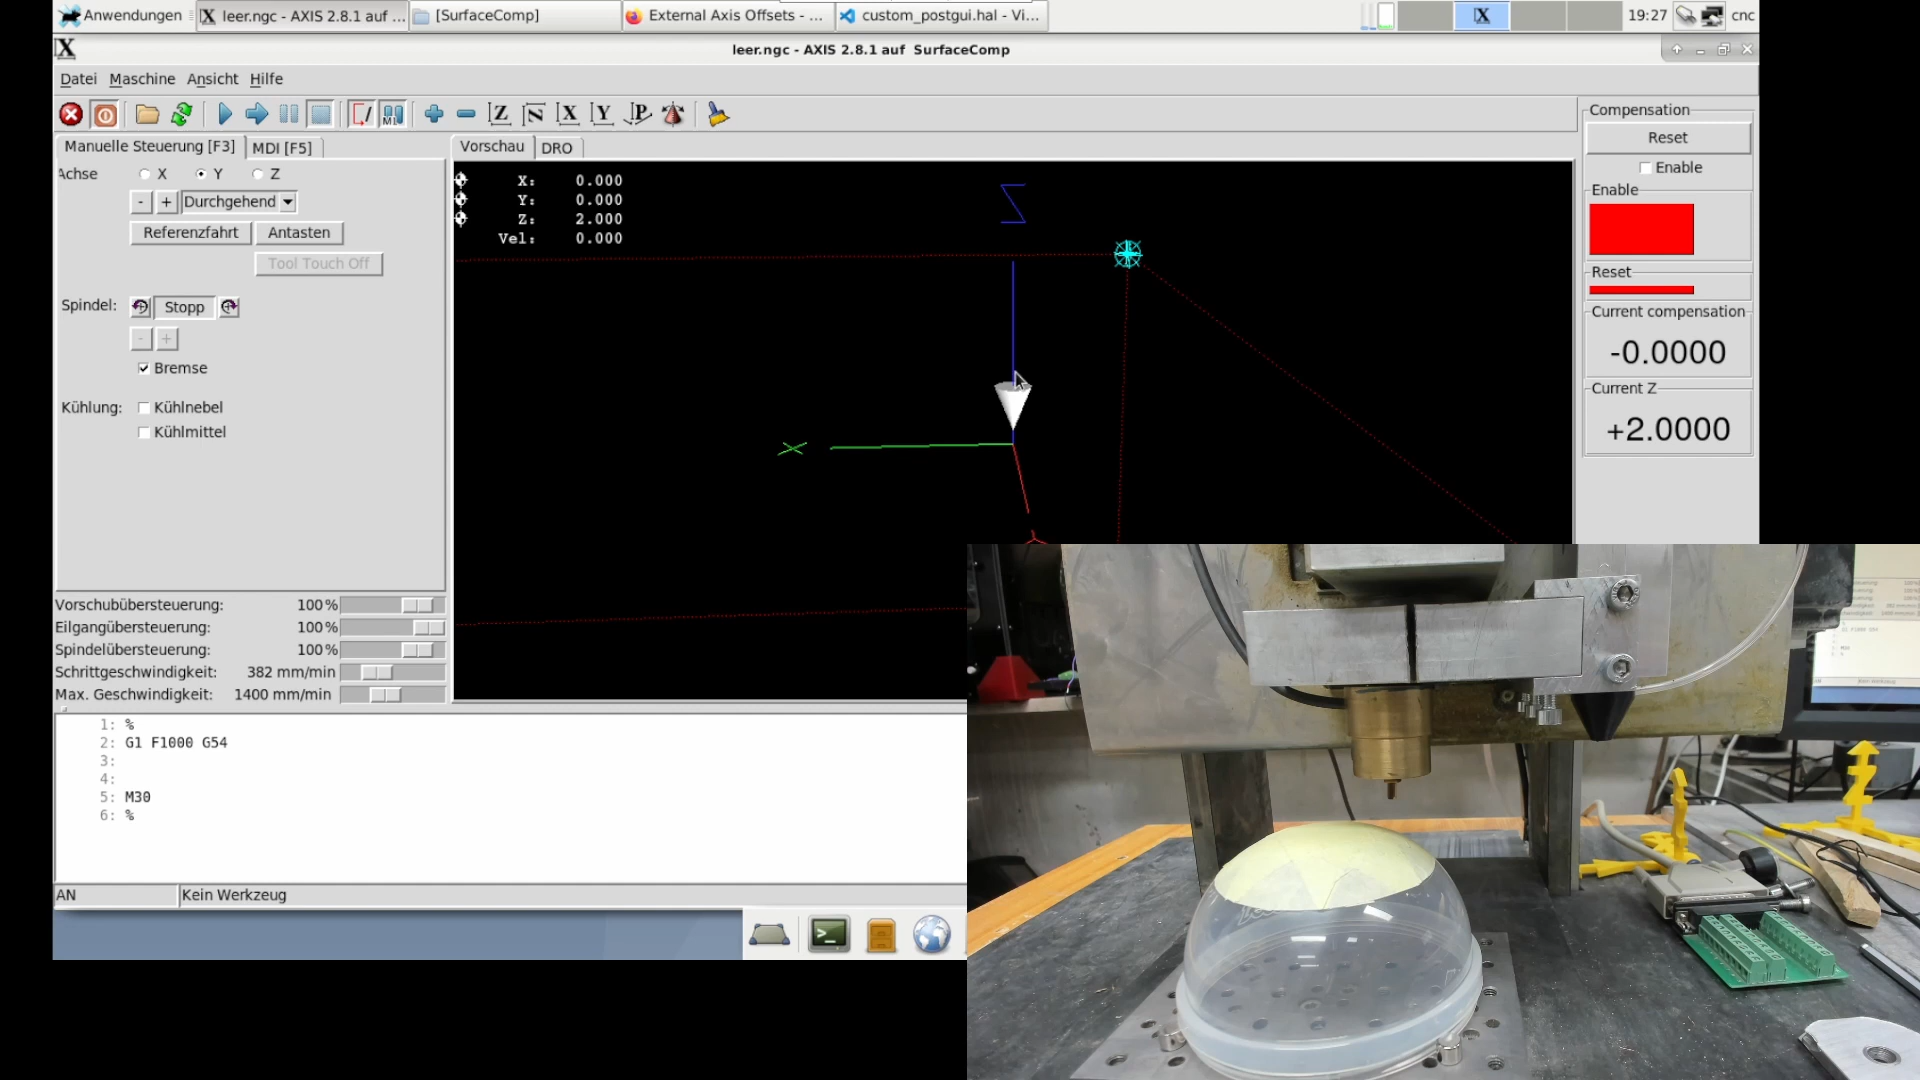 Anwendungen
leer.ngc - AXIS 2.8.1 auf ...
[SurfaceComp]
External Axis Offsets - ...
custom_postgui.hal - Vi...
19:27
cnc
leer.ngc - AXIS 2.8.1 auf SurfaceComp
Datei Maschine Ansicht Hilfe
Manuelle Steuerung [F3]
MDI [F5]
Vorschau
DRO
Achse
X
Y
Z
-
+
Durchgehend
Referenzfahrt
Antasten
Tool Touch Off
Spindel:
Stopp
-
+
Bremse
Kühlung:
Kühlnebel
Kühlmittel
X: 0.000
Y: 0.000
Z: 2.000
Vel: 0.000
Compensation
Reset
Enable
Enable
Reset
Current compensation
-0.0000
Current Z
+2.0000
Vorschubübersteuerung: 100%
Eilgangübersteuerung: 100%
Spindelübersteuerung: 100%
Schrittgeschwindigkeit: 382 mm/min
Max. Geschwindigkeit: 1400 mm/min
1: %
2: G1 F1000 G54
3:
4:
5: M30
6: %
AN
Kein Werkzeug